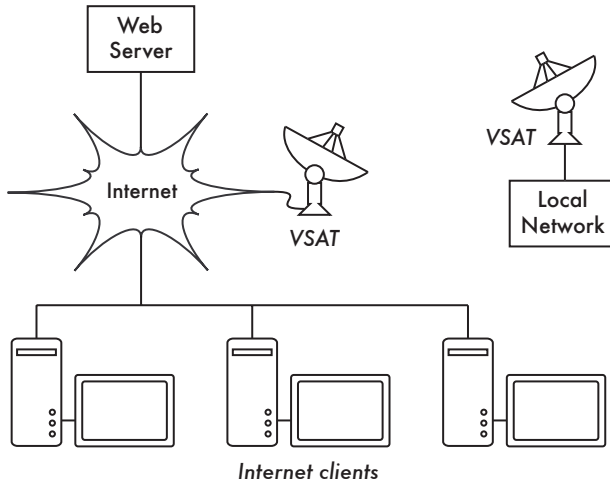 Web
Server
VSAT
Internet
Local
Network
VSAT
Internet clients